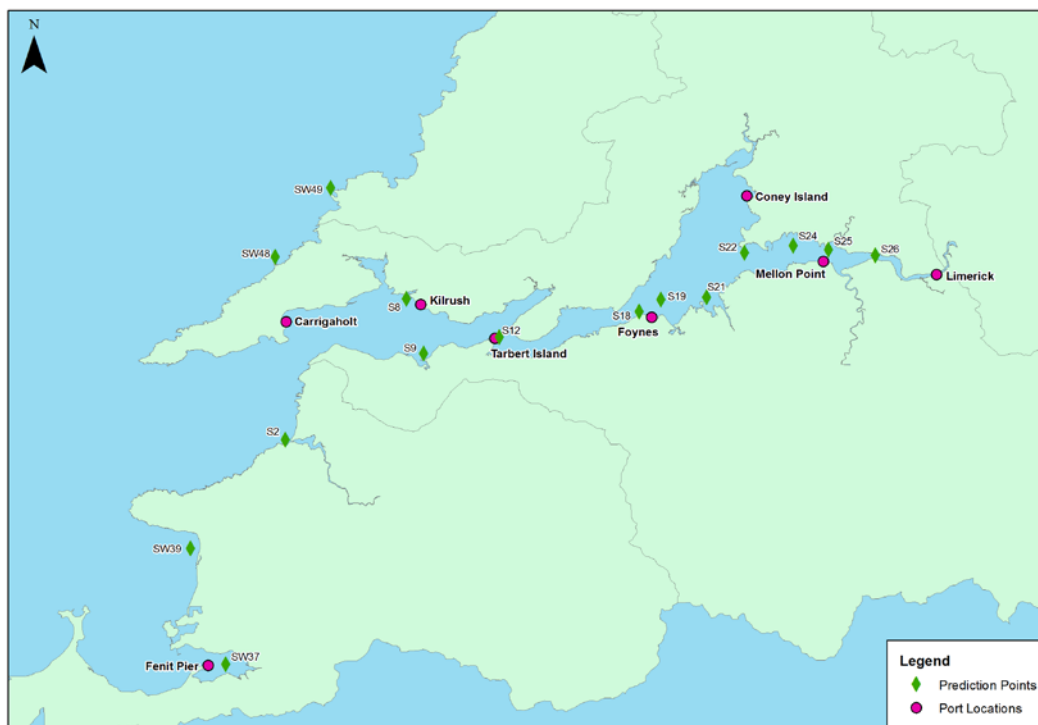 N
SW49
Coney Island
SW48
S24
S25
S22
S26
Mellon Point
Limerick
S8
Kilrush
S19
S21
S18
Foynes
Carrigaholt
S12
Tarbert Island
S9
S2
SW39
Fenit Pier
SW37
Legend
Prediction Points
Port Locations